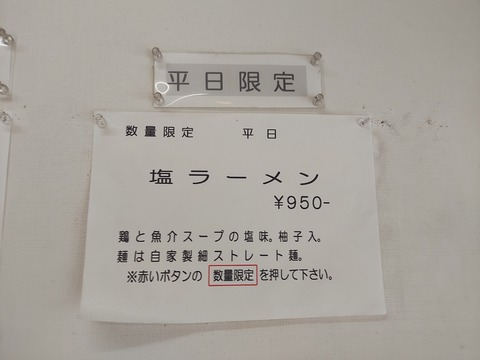 平日限定
数量限定 平日
塩ラーメン
¥950-
鶏と魚介スープの塩味。柚子入。
麺は自家製細ストレート麺。
※赤いボタンの 数量限定 を押して下さい。